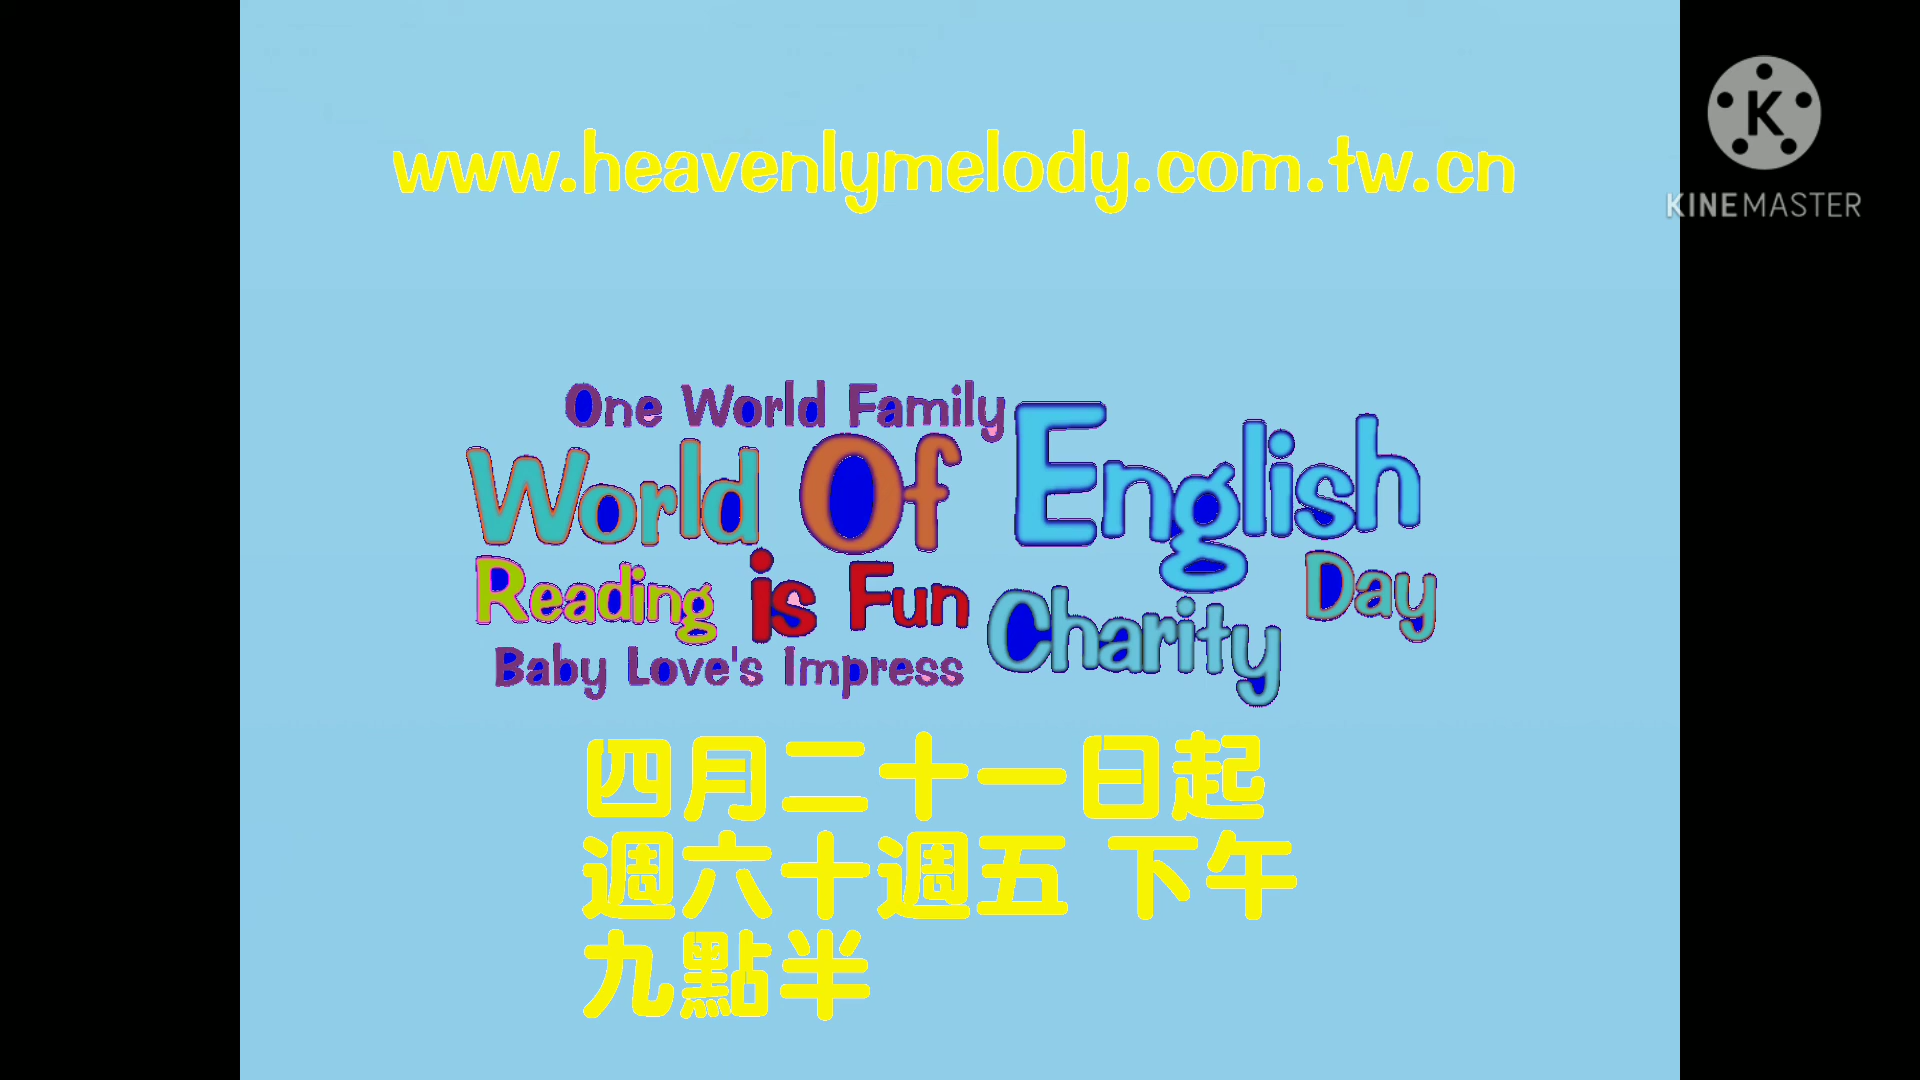 www.heavenlymelody.com.tw.cn
K
KINEMASTER
One World Family
World Of English
Reading is Fun
Charity Day
Baby Love's Impress
四月二十一日起
週六十週五 下午
九點半